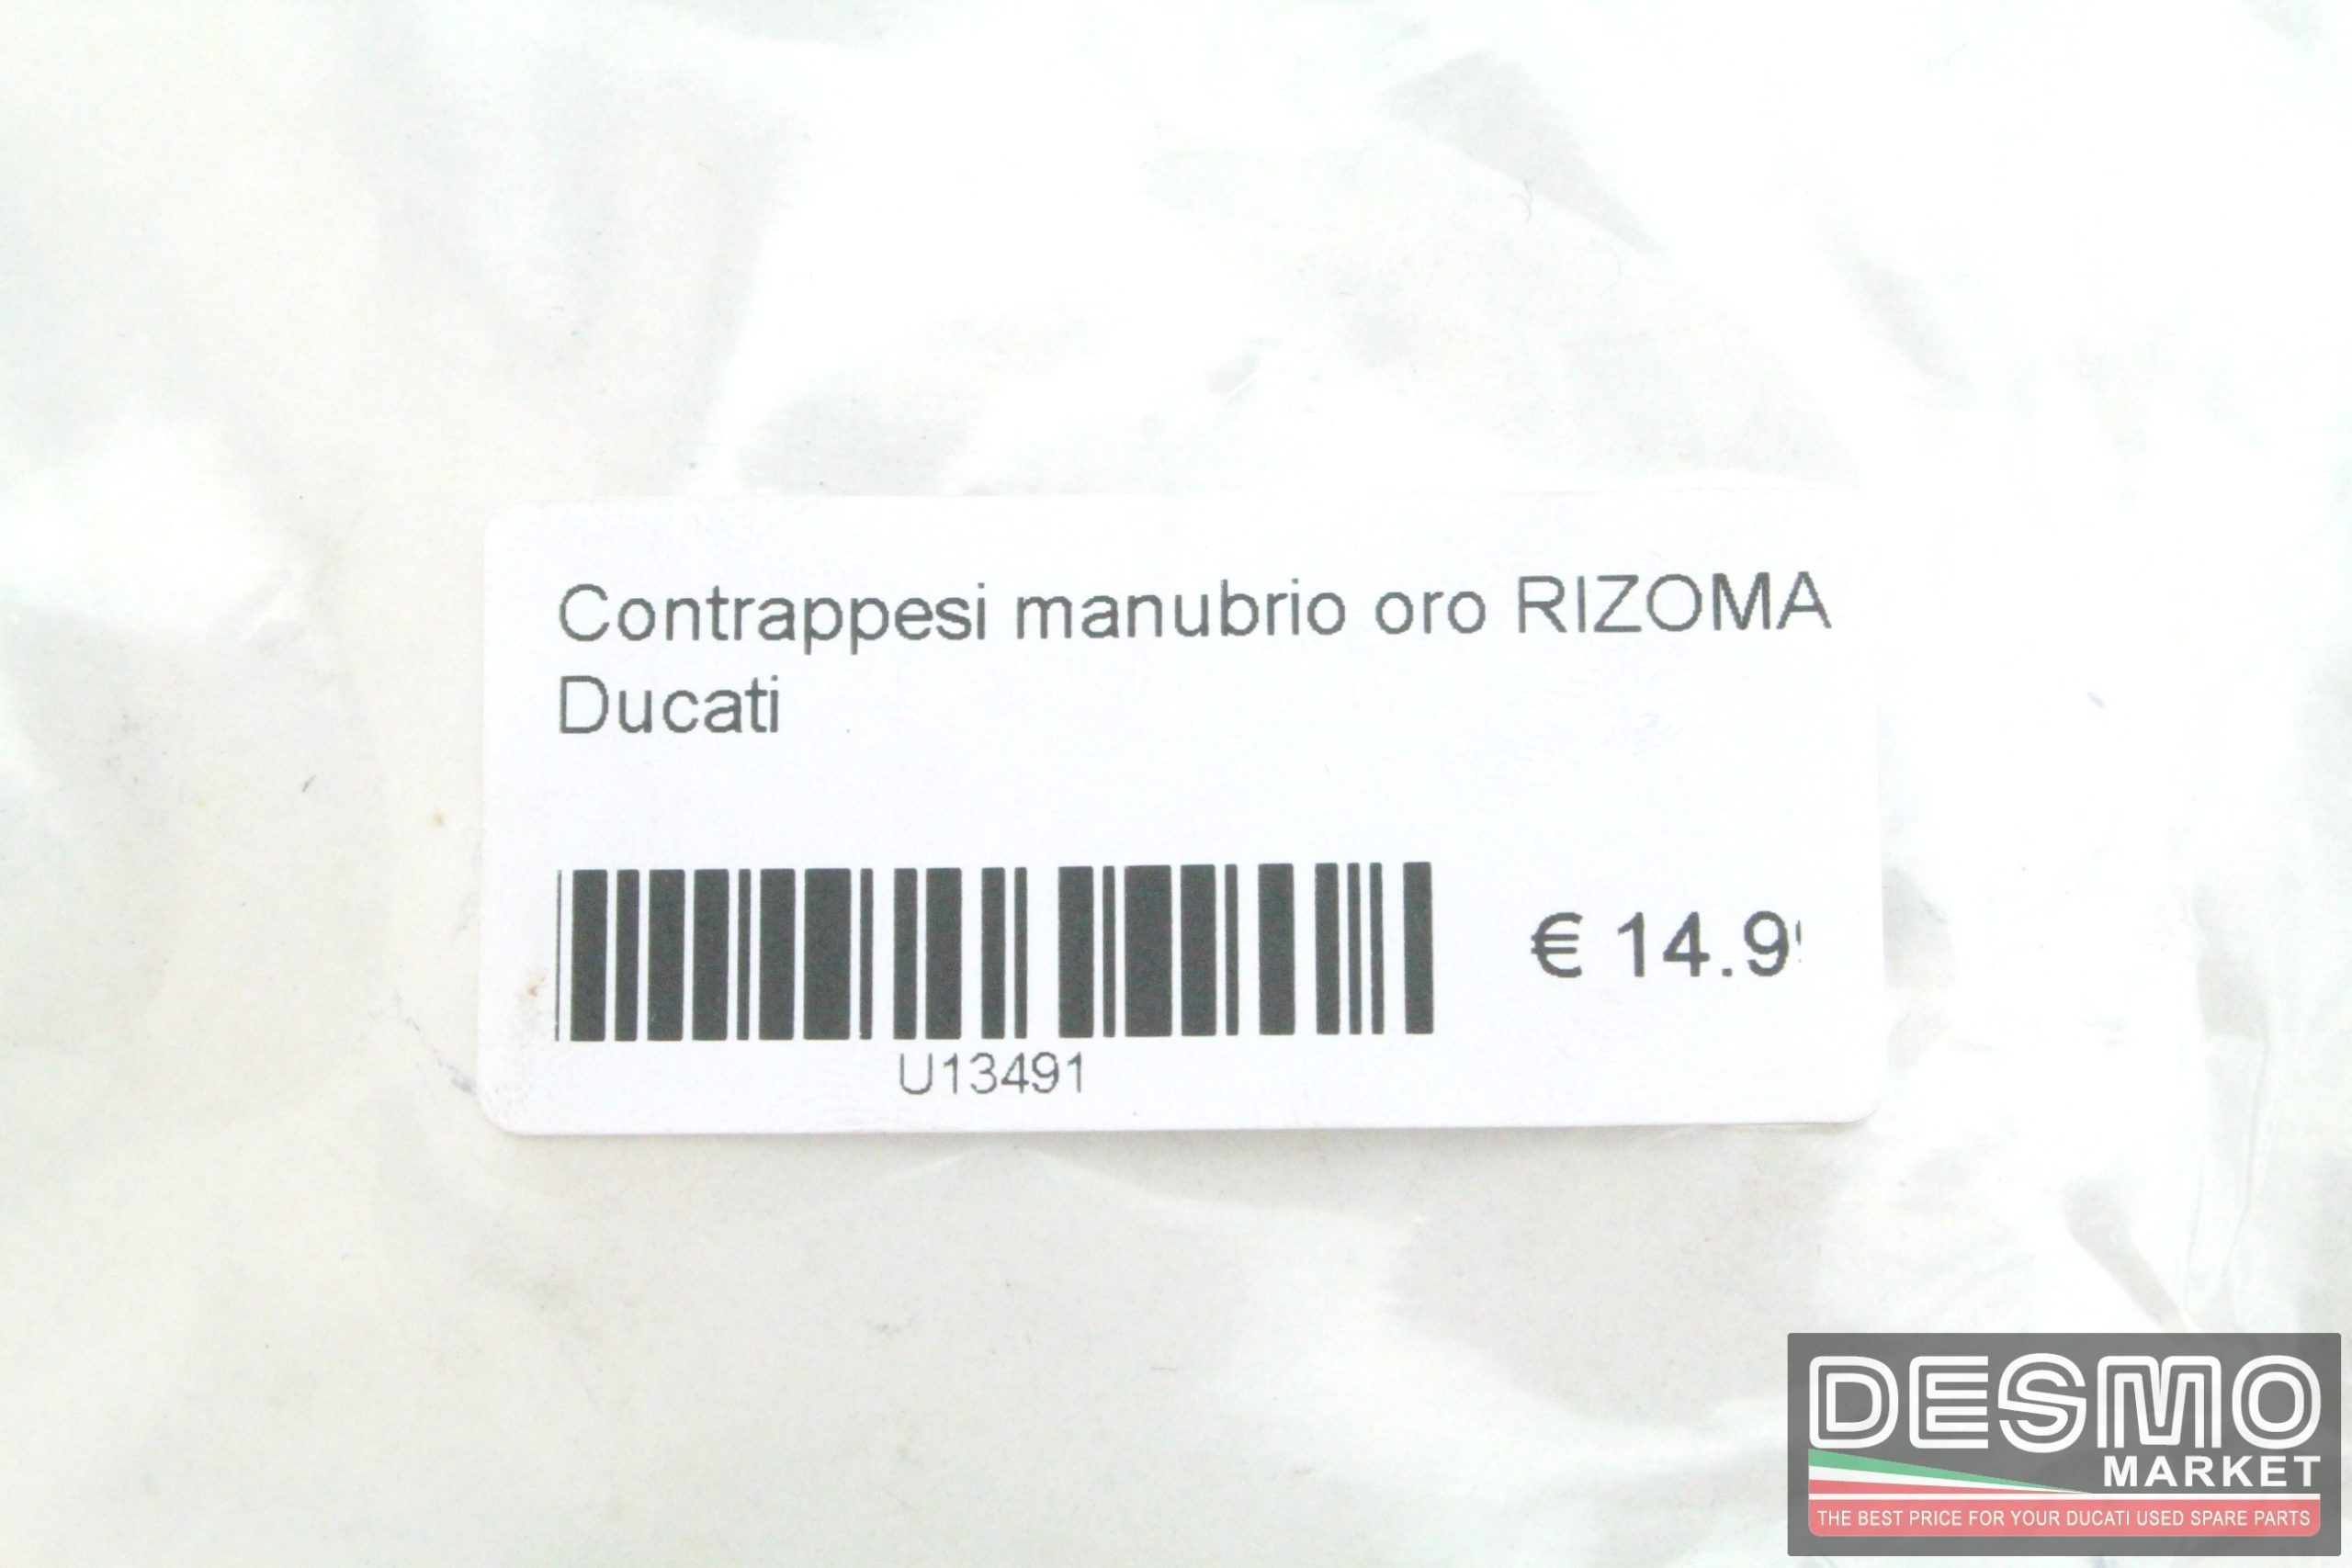 Contrappesi manubrio oro RIZOMA
Ducati
€ 14.9
U13491
DESMO
MARKET
THE BEST PRICE FOR YOUR DUCATI USED SPARE PARTS